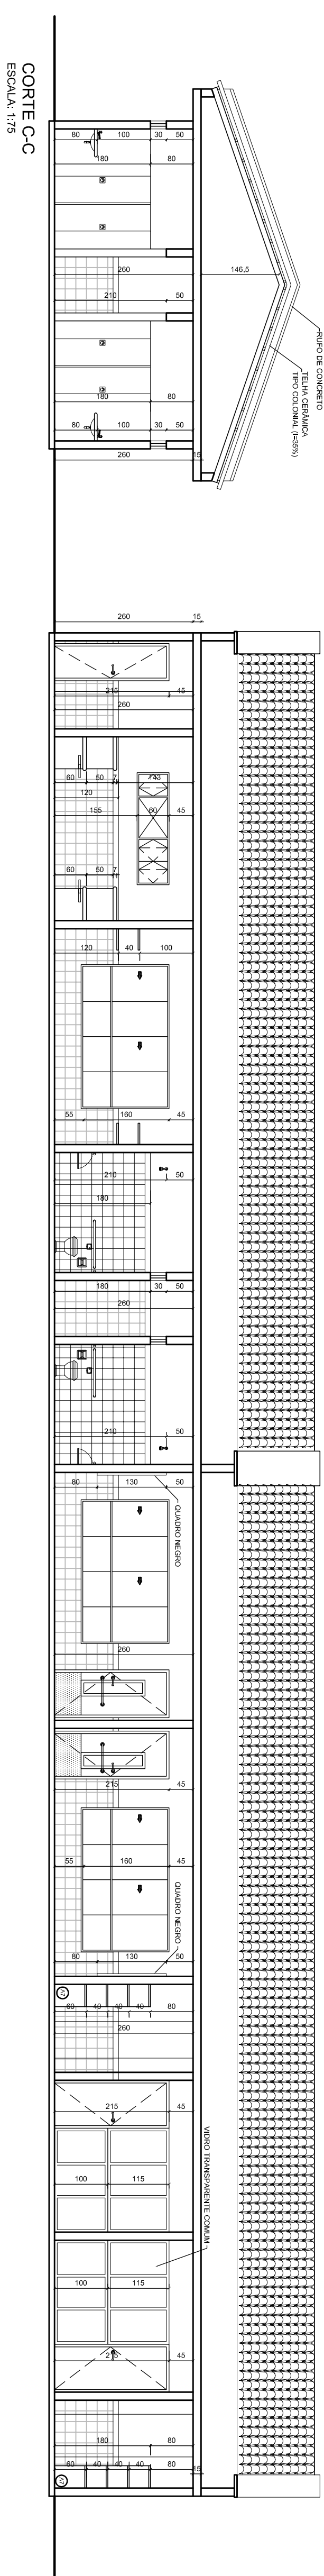 CORTE C-C
ESCALA: 1:75
RUFO DE CONCRETO
TELHA CERÂMICA
TIPO COLONIAL (I=35%)
80 100 30 50
180 80
260 146,5
210 50
180 80
80 100 30 50
260 15
260 15
215 45
260
60 50 7 143
120
155 60 45
60 50 7
120 40 100
55 160 45
210 50
180
180 30 50
260
210 50
80 130 50
QUADRO NEGRO
260
215 45
55 160 45
QUADRO NEGRO
80 130 50
60 40 40 40 80
260
215 45
VIDRO TRANSPARENTE COMUM
100 115
100 115
215 45
180 80
60 40 40 40 80
15